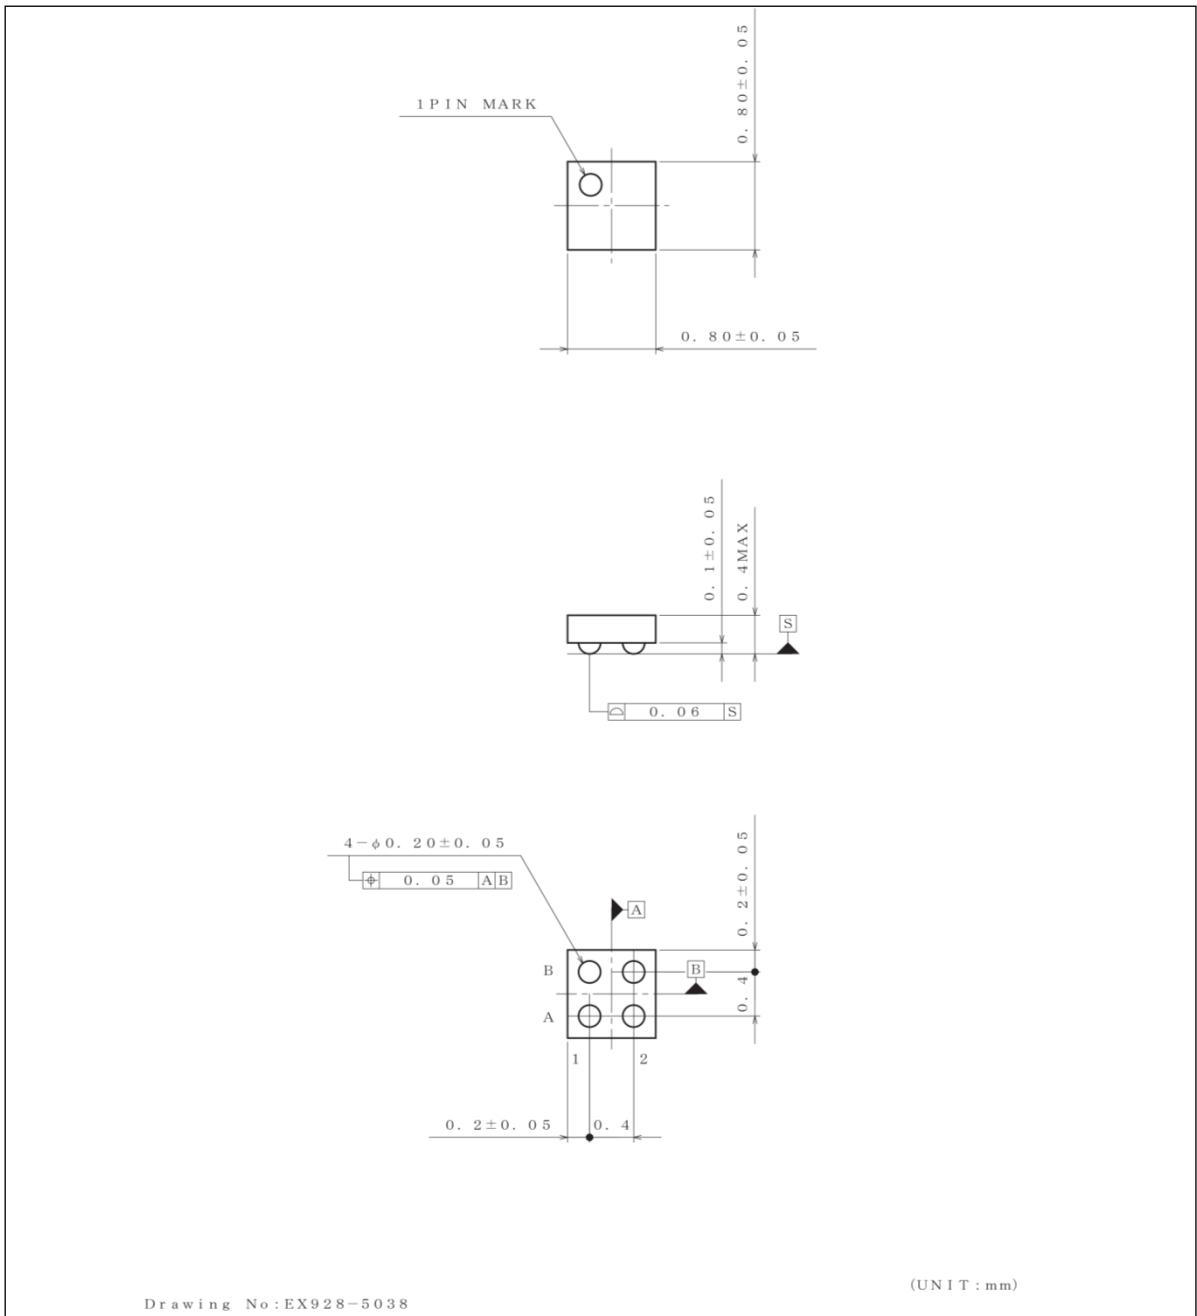 0. 80±0. 05
1PIN MARK
0. 80±0. 05
0. 1±0. 05
0. 4MAX
S
⌓ 0. 06 S
4-φ0. 20±0. 05
⌖ 0. 05 A B
A
0. 2±0. 05
B
B
0. 4
A
1 2
0. 2±0. 05 0. 4
(UNIT:mm)
Drawing No:EX928-5038